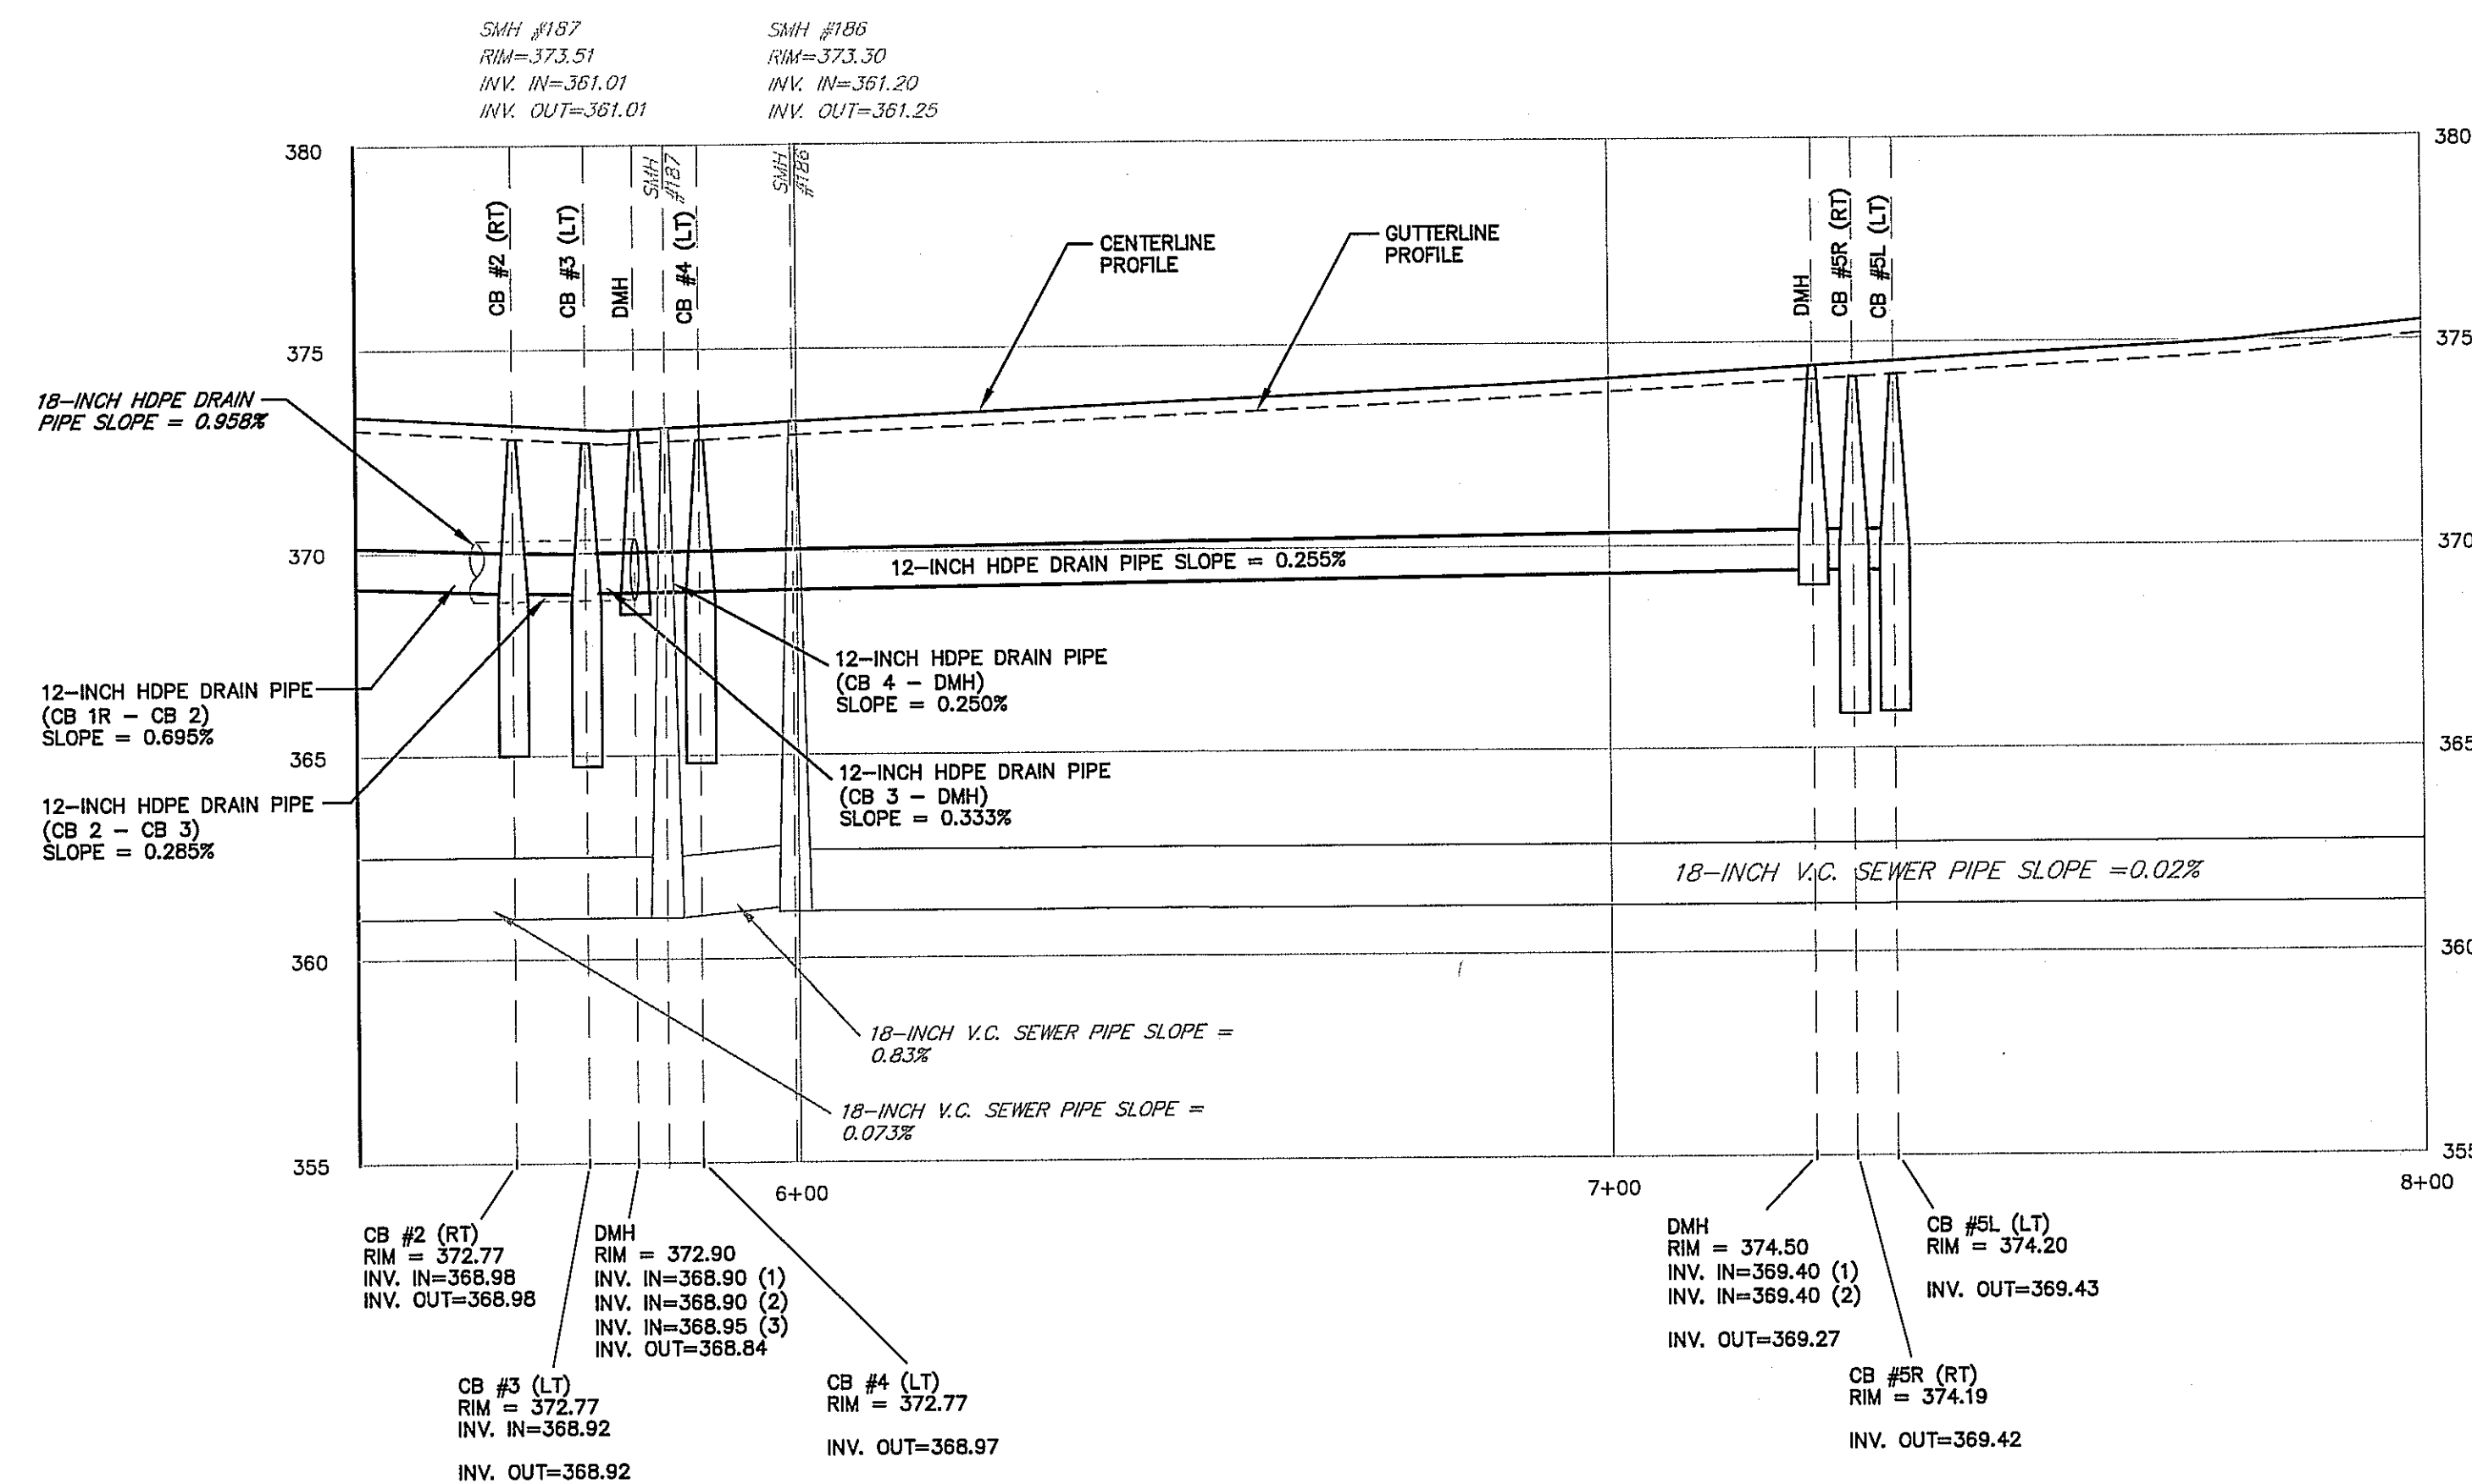 SMH #187
RIM=373.51
INV. IN=361.01
INV. OUT=361.01
SMH #186
RIM=373.30
INV. IN=361.20
INV. OUT=361.25
380
380
CB #2 (RT)
CB #3 (LT)
DMH
SMH
#187
CB #4 (LT)
SMH
#186
DMH
CB #5R (RT)
CB #5L (LT)
CENTERLINE
PROFILE
GUTTERLINE
PROFILE
375
375
18-INCH HDPE DRAIN
PIPE SLOPE = 0.958%
370
370
12-INCH HDPE DRAIN PIPE SLOPE = 0.255%
12-INCH HDPE DRAIN PIPE
(CB 4 - DMH)
SLOPE = 0.250%
12-INCH HDPE DRAIN PIPE
(CB 1R - CB 2)
SLOPE = 0.695%
365
365
12-INCH HDPE DRAIN PIPE
(CB 3 - DMH)
SLOPE = 0.333%
12-INCH HDPE DRAIN PIPE
(CB 2 - CB 3)
SLOPE = 0.285%
18-INCH V.C. SEWER PIPE SLOPE =0.02%
360
360
18-INCH V.C. SEWER PIPE SLOPE =
0.83%
18-INCH V.C. SEWER PIPE SLOPE =
0.073%
355
355
6+00
7+00
8+00
CB #2 (RT)
RIM = 372.77
INV. IN=368.98
INV. OUT=368.98
DMH
RIM = 372.90
INV. IN=368.90 (1)
INV. IN=368.90 (2)
INV. IN=368.95 (3)
INV. OUT=368.84
DMH
RIM = 374.50
INV. IN=369.40 (1)
INV. IN=369.40 (2)
INV. OUT=369.27
CB #5L (LT)
RIM = 374.20
INV. OUT=369.43
CB #3 (LT)
RIM = 372.77
INV. IN=368.92
INV. OUT=368.92
CB #4 (LT)
RIM = 372.77
INV. OUT=368.97
CB #5R (RT)
RIM = 374.19
INV. OUT=369.42